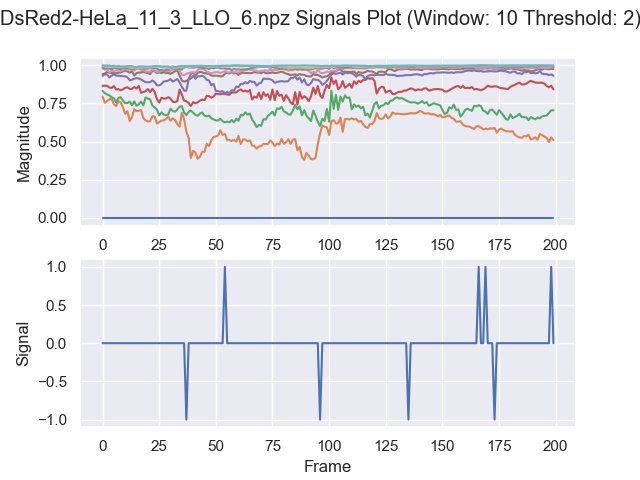 DsRed2-HeLa_11_3_LLO_6.npz Signals Plot (Window: 10 Threshold: 2)
Magnitude
1.00
0.75
0.50
0.25
0.00
0 25 50 75 100 125 150 175 200
Signal
1.0
0.5
0.0
−0.5
−1.0
0 25 50 75 100 125 150 175 200
Frame